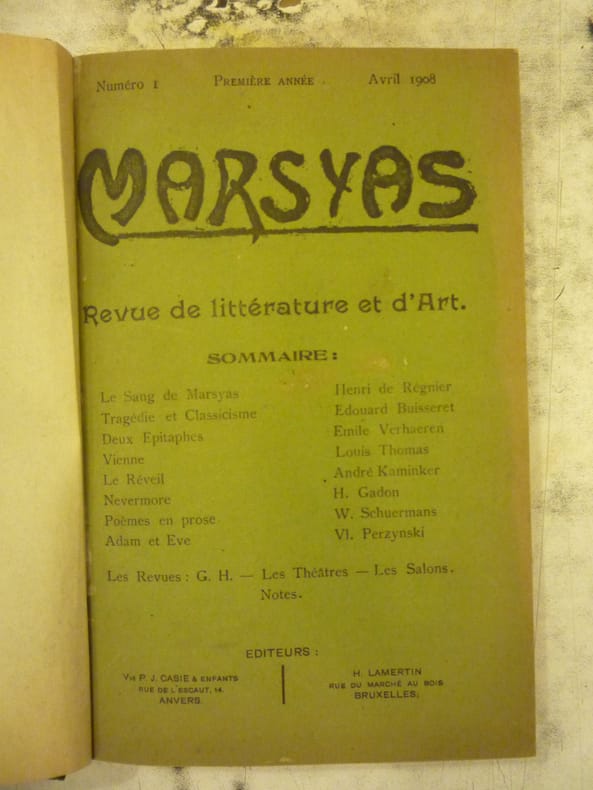 Numéro 1 PREMIÈRE ANNÉE . Avril 1908
MARSYAS
Revue de littérature et d'Art.
SOMMAIRE :
Le Sang de Marsyas Henri de Régnier
Tragédie et Classicisme Edouard Buisseret
Deux Epitaphes Emile Verhaeren
Vienne Louis Thomas
Le Réveil André Kaminker
Nevermore H. Gadon
Poèmes en prose W. Schuermans
Adam et Eve Vl. Perzynski
Les Revues : G. H. — Les Théâtres — Les Salons.
Notes.
EDITEURS :
Vve P. J. CASIE & ENFANTS
RUE DE L'ESCAUT, 14.
ANVERS.
H. LAMERTIN
RUE DU MARCHÉ AU BOIS
BRUXELLES.